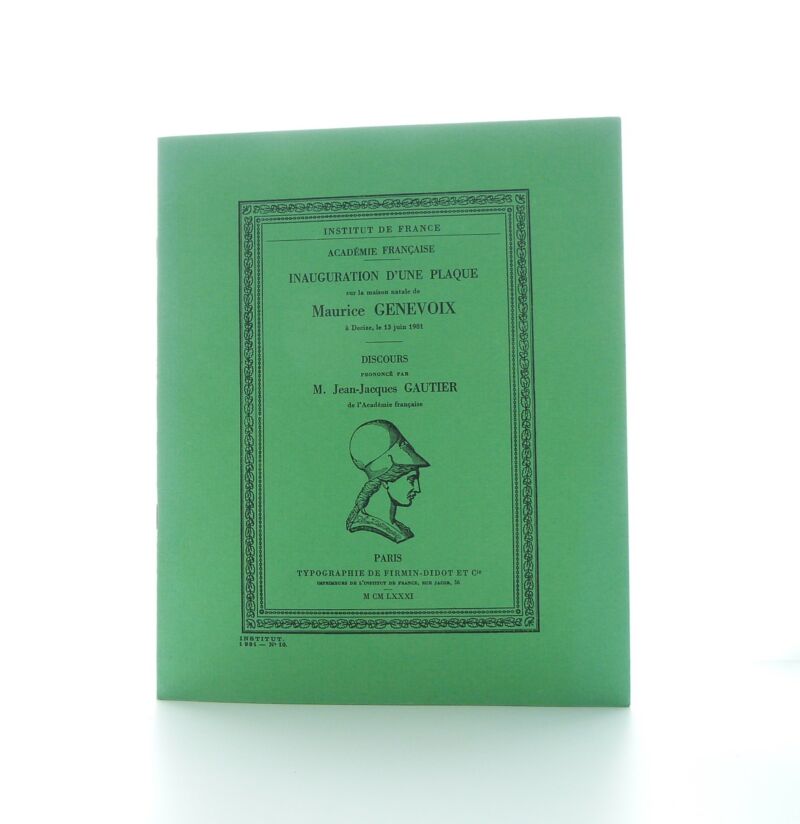 INSTITUT DE FRANCE
ACADÉMIE FRANÇAISE
INAUGURATION D'UNE PLAQUE
sur la maison natale de
Maurice GENEVOIX
à Decize, le 13 juin 1981
DISCOURS
PRONONCÉ PAR
M. Jean-Jacques GAUTIER
de l'Académie française
PARIS
TYPOGRAPHIE DE FIRMIN-DIDOT ET Cie
IMPRIMEURS DE L'INSTITUT DE FRANCE, RUE JACOB, 56
M CM LXXXI
INSTITUT.
1981 — N° 10.